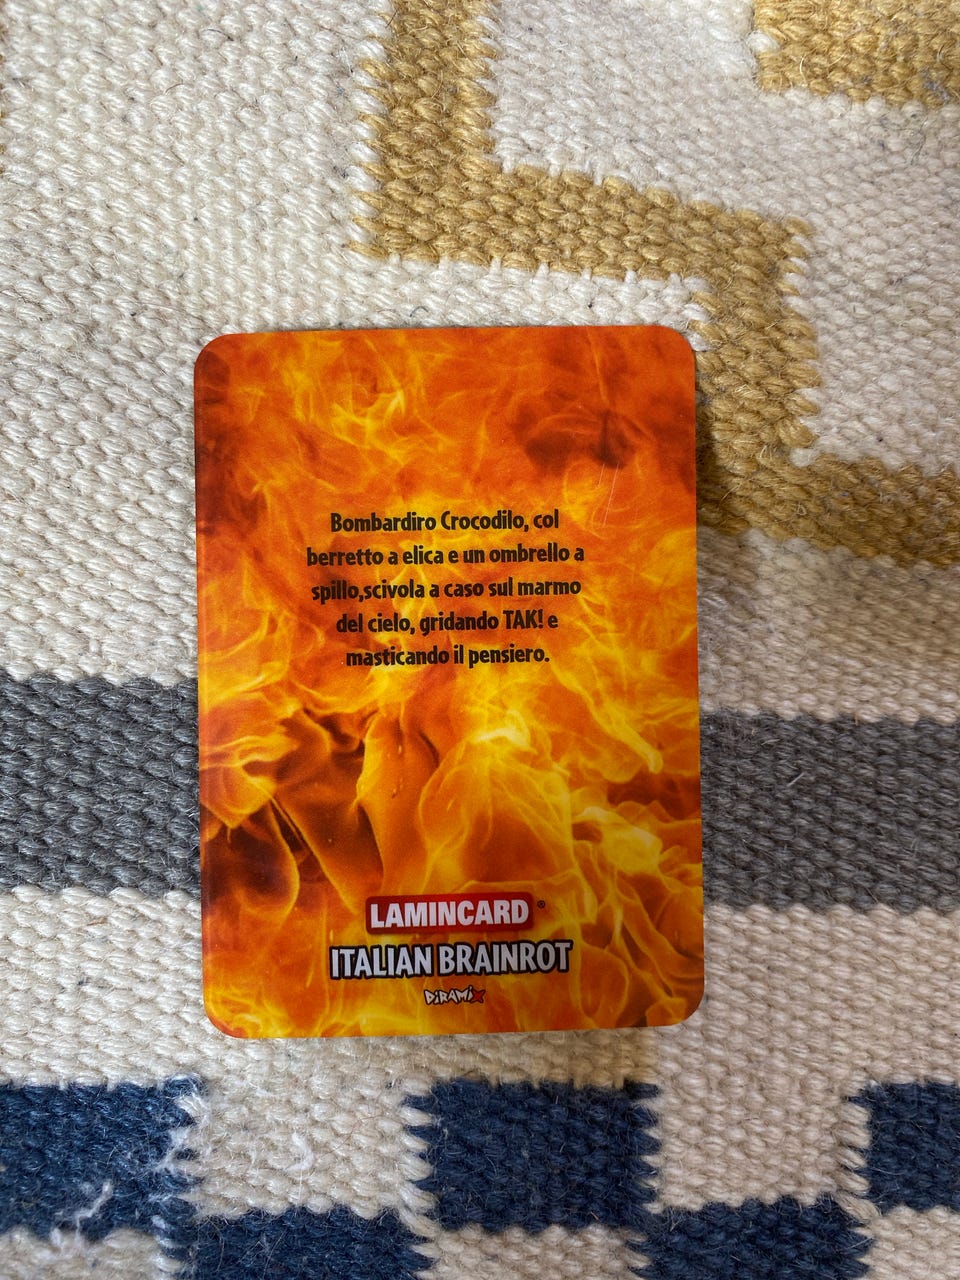 Bombardiro Crocodilo, col
berretto a elica e un ombrello a
spillo,scivola a caso sul marmo
del cielo, gridando TAK! e
masticando il pensiero.
LAMINCARD®
ITALIAN BRAINROT
DiRAMiX